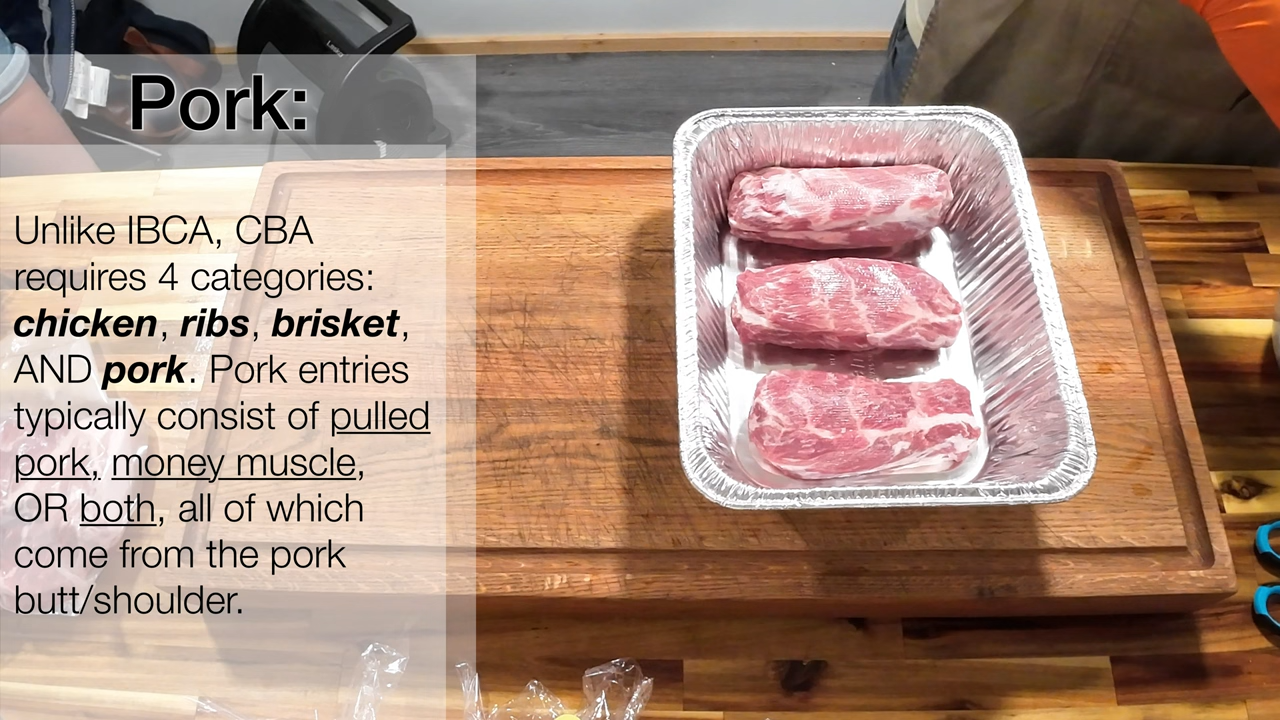 Pork:
Unlike IBCA, CBA
requires 4 categories:
chicken, ribs, brisket,
AND pork. Pork entries
typically consist of pulled
pork, money muscle,
OR both, all of which
come from the pork
butt/shoulder.